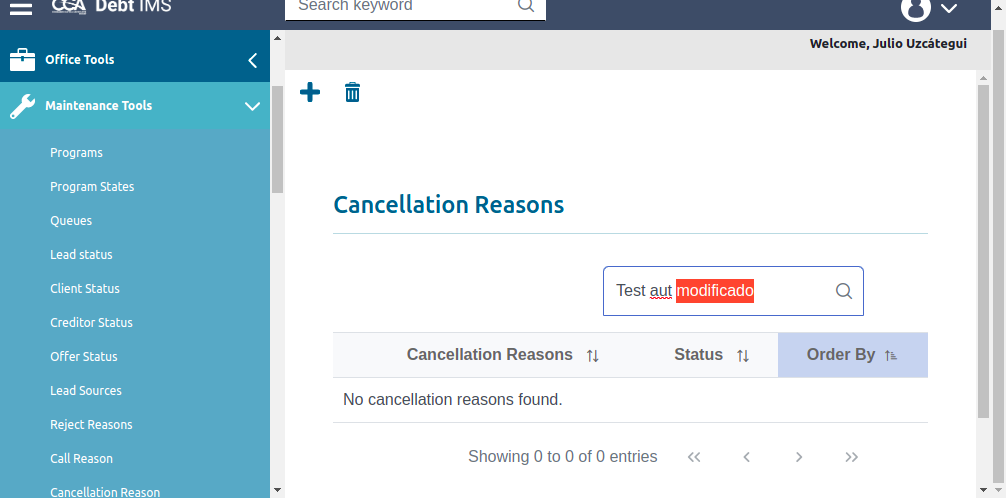 CCA Debt IMS
Search keyword
Welcome, Julio Uzcátegui
Office Tools
Maintenance Tools
Programs
Program States
Queues
Lead status
Client Status
Creditor Status
Offer Status
Lead Sources
Reject Reasons
Call Reason
Cancellation Reason
Cancellation Reasons
Test aut modificado
Cancellation Reasons Status Order By
No cancellation reasons found.
Showing 0 to 0 of 0 entries